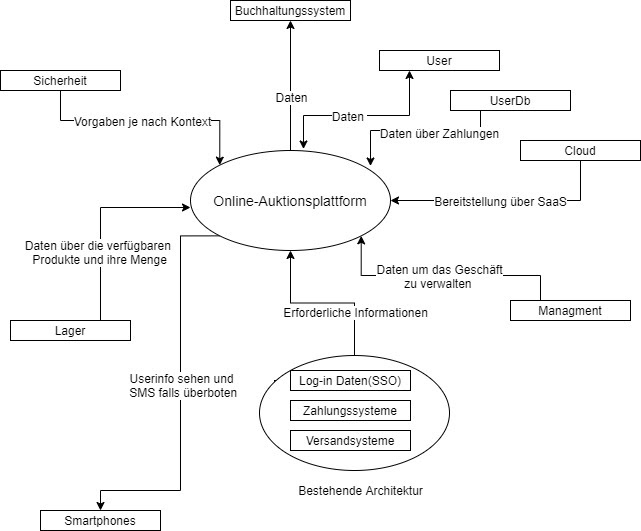 Buchhaltungssystem
User
Sicherheit
UserDb
Daten
Daten
Vorgaben je nach Kontext
Daten über Zahlungen
Cloud
Online-Auktionsplattform
Bereitstellung über SaaS
Daten über die verfügbaren
Produkte und ihre Menge
Daten um das Geschäft
zu verwalten
Erforderliche Informationen
Managment
Lager
Userinfo sehen und
SMS falls überboten
Log-in Daten(SSO)
Zahlungssysteme
Versandsysteme
Bestehende Architektur
Smartphones